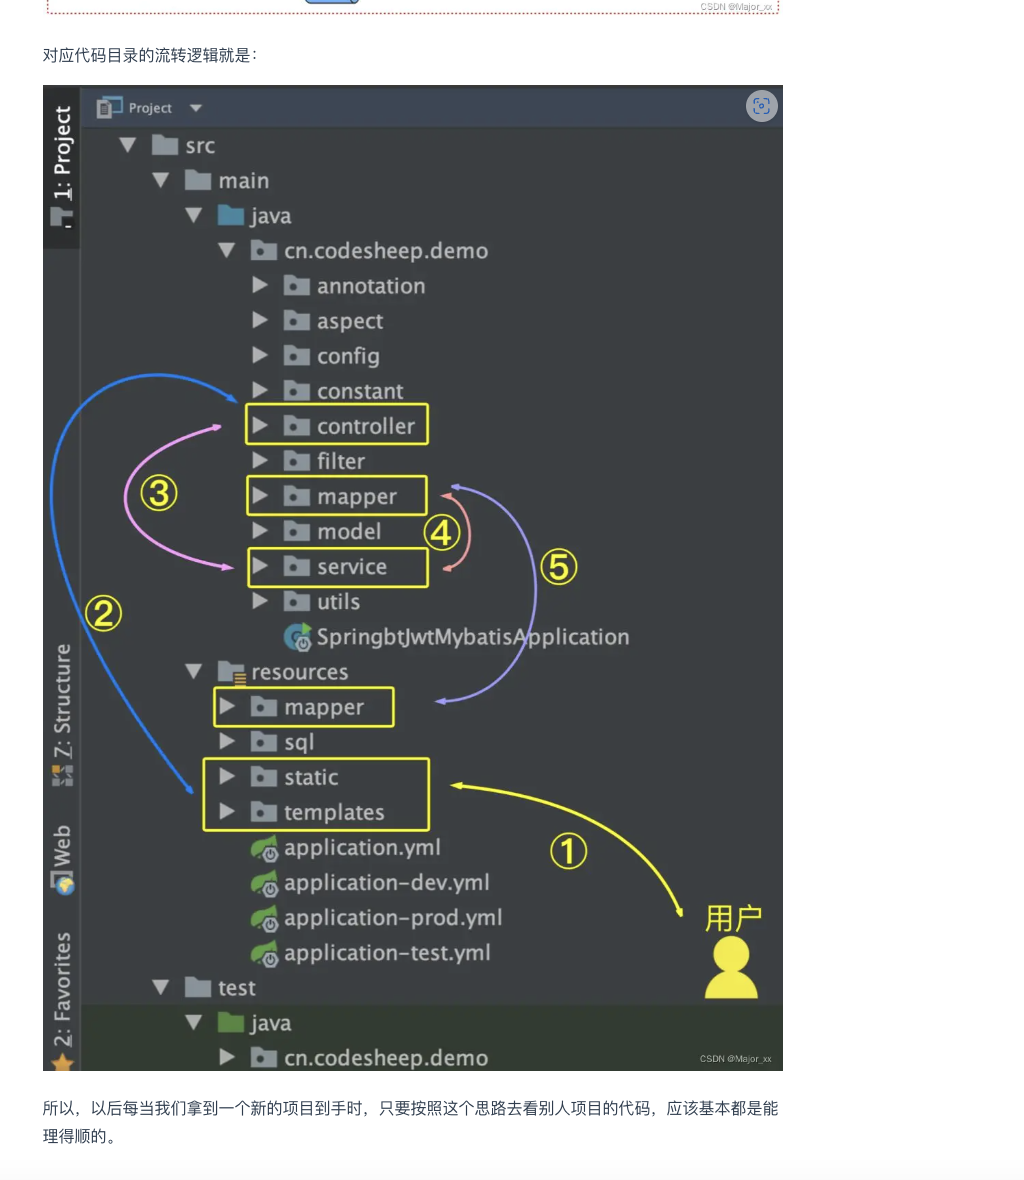 CSDN @Major_xx
对应代码目录的流转逻辑就是：
1: Project
Project
src
main
java
cn.codesheep.demo
annotation
aspect
config
constant
controller
filter
③
mapper
④
model
⑤
service
②
utils
SpringbtJwtMybatisApplication
resources
Z: Structure
mapper
sql
static
templates
①
Web
application.yml
application-dev.yml
application-prod.yml
用户
application-test.yml
2: Favorites
test
java
cn.codesheep.demo
CSDN @Major_xx
所以，以后每当我们拿到一个新的项目到手时，只要按照这个思路去看别人项目的代码，应该基本都是能
理得顺的。